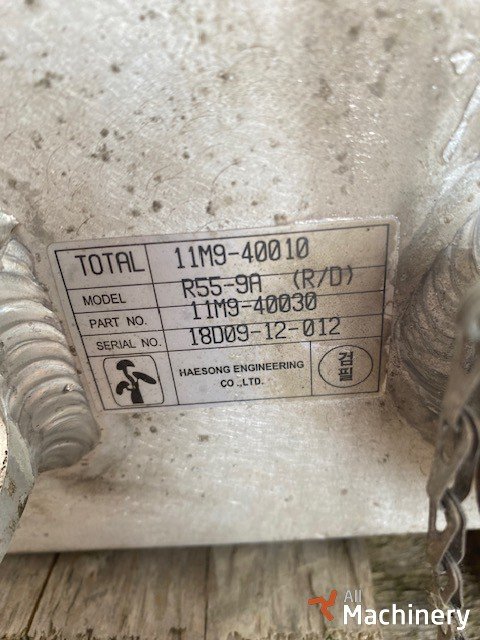 TOTAL 11M9-40010
MODEL R55-9A (R/D)
PART NO. 11M9-40030
SERIAL NO. 18D09-12-012
HAESONG ENGINEERING
CO.,LTD.
검
필
All
Machinery